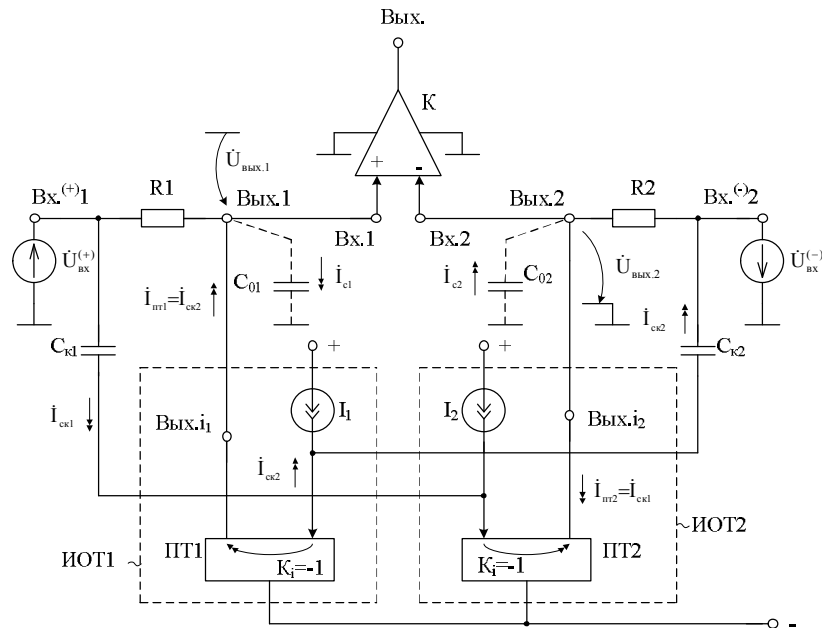 Вых.
К
U̇вых.1
+ -
Вх.(+)1
R1
Вых.1
Вых.2
R2
Вх.(-)2
Вх.1
Вх.2
U̇вх(+)
U̇вых.2
U̇вх(−)
İпт1=İск2
C01
İc1
İc2
C02
İск2
Cк1
+
+
Cк2
İск1
I1
I2
Вых.i1
Вых.i2
İск2
İпт2=İск1
ИОТ1
ПТ1
ПТ2
ИОТ2
Ki=-1
Ki=-1
-